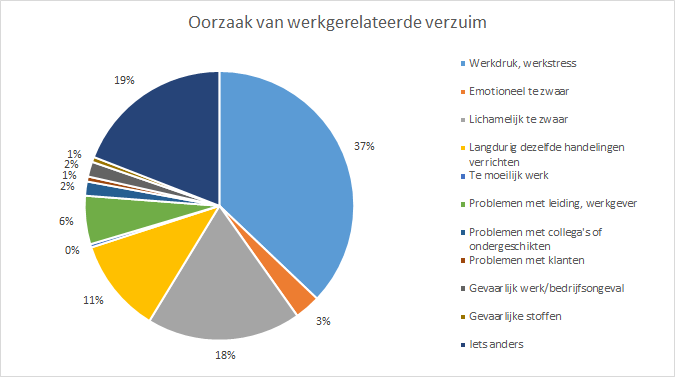 Oorzaak van werkgerelateerde verzuim
37%
3%
18%
11%
0%
6%
2%
1%
2%
1%
19%
Werkdruk, werkstress
Emotioneel te zwaar
Lichamelijk te zwaar
Langdurig dezelfde handelingen
verrichten
Te moeilijk werk
Problemen met leiding, werkgever
Problemen met collega's of
ondergeschikten
Problemen met klanten
Gevaarlijk werk/bedrijfsongeval
Gevaarlijke stoffen
Iets anders